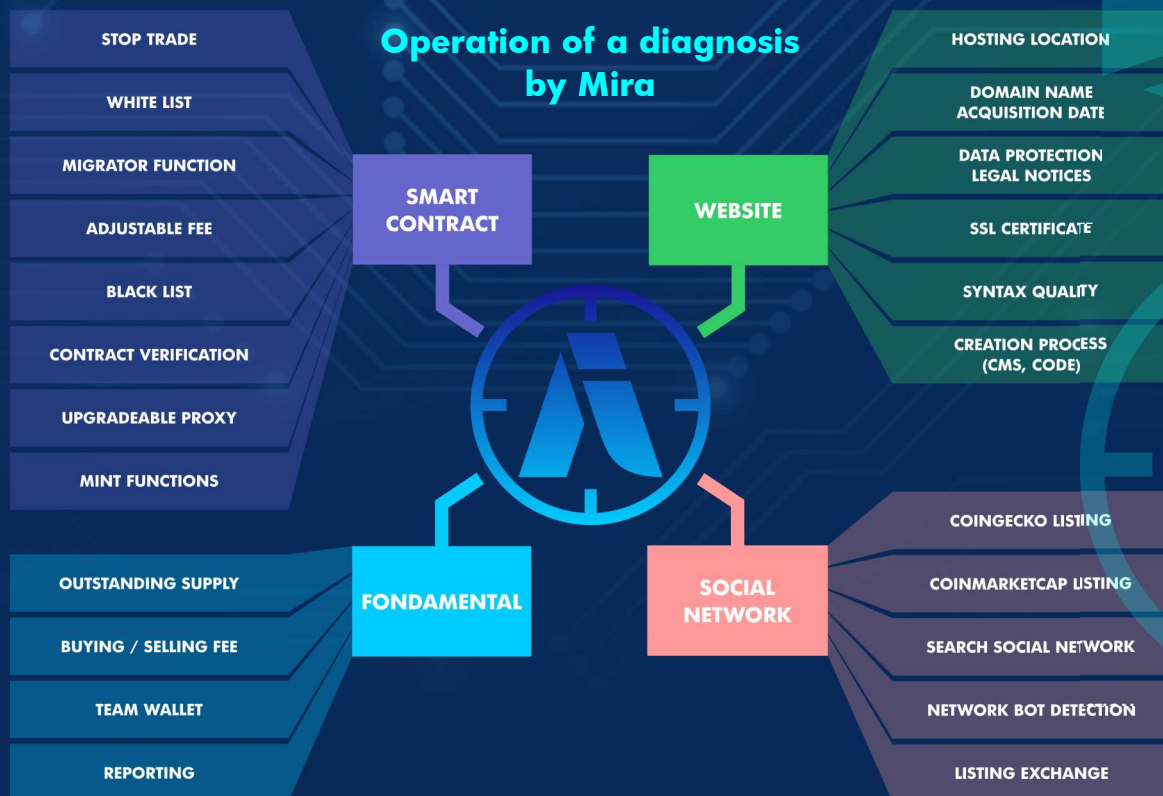 Operation of a diagnosis
by Mira
STOP TRADE
WHITE LIST
MIGRATOR FUNCTION
ADJUSTABLE FEE
BLACK LIST
CONTRACT VERIFICATION
UPGRADEABLE PROXY
MINT FUNCTIONS
SMART
CONTRACT
WEBSITE
HOSTING LOCATION
DOMAIN NAME
ACQUISITION DATE
DATA PROTECTION
LEGAL NOTICES
SSL CERTIFICATE
SYNTAX QUALITY
CREATION PROCESS
(CMS, CODE)
FONDAMENTAL
OUTSTANDING SUPPLY
BUYING / SELLING FEE
TEAM WALLET
REPORTING
SOCIAL
NETWORK
COINGECKO LISTING
COINMARKETCAP LISTING
SEARCH SOCIAL NETWORK
NETWORK BOT DETECTION
LISTING EXCHANGE